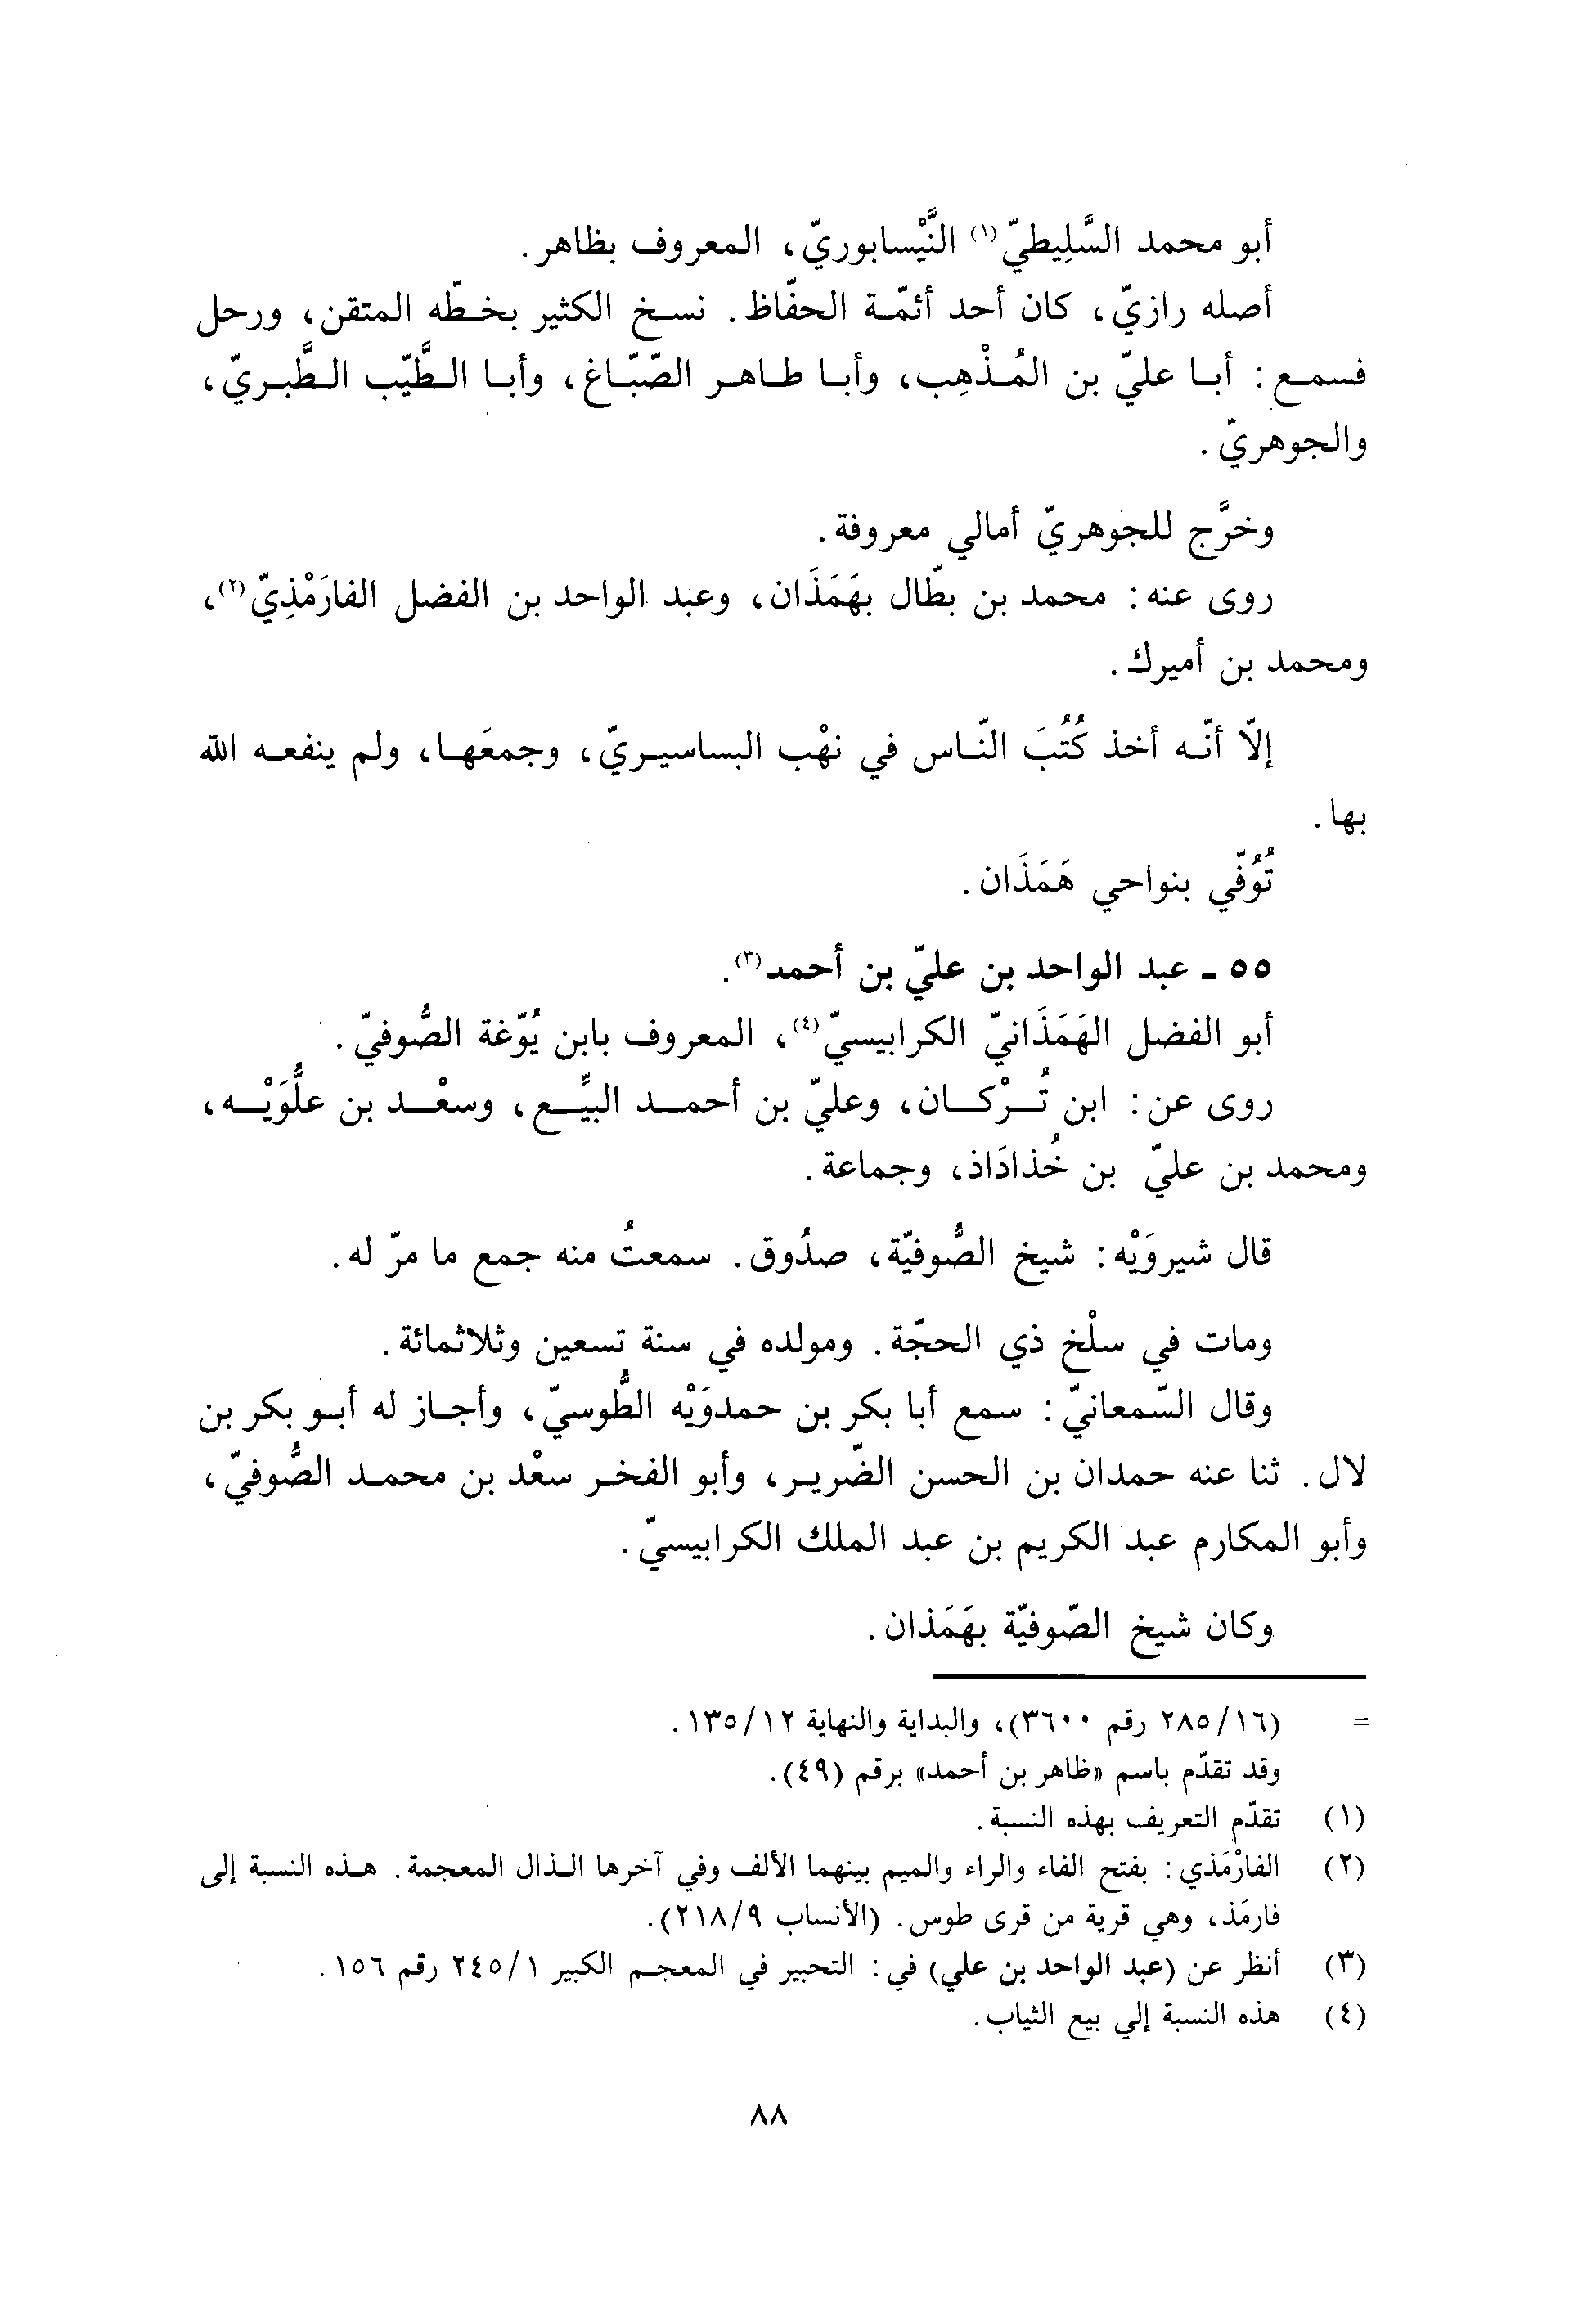 أبو محمد السَّلِيطيّ(١) النَّيْسابوريّ، المعروف بظاهر.
أصله رازيّ، كان أحد أئمّة الحفّاظ. نسخ الكثير بخطّه المتقن، ورحل
فسمع: أبا عليّ بن المُذْهِب، وأبا طاهر الصّبّاغ، وأبا الطَّيّب الطَّبريّ،
والجوهريّ.
وخرَّج للجوهريّ أمالي معروفة.
روى عنه: محمد بن بطّال بهَمَذَان، وعبد الواحد بن الفضل الفارَمْذِيّ(٢)،
ومحمد بن أميرك.
إلّا أنّه أخذ كُتُبَ النّاس في نهْب البساسيريّ، وجمعَها، ولم ينفعه الله
بها.
تُوُفّي بنواحي هَمَذَان.
٥٥ - عبد الواحد بن عليّ بن أحمد(٣).
أبو الفضل الهَمَذَانيّ الكرابيسيّ(٤)، المعروف بابن يُوّغة الصُّوفيّ.
روى عن: ابن تُرْكان، وعليّ بن أحمد البيِّع، وسعْد بن علُّوَيْه،
ومحمد بن عليّ بن خُذادَاذ، وجماعة.
قال شيروَيْه: شيخ الصُّوفيّة، صدُوق. سمعتُ منه جمع ما مرّ له.
ومات في سلْخ ذي الحجّة. ومولده في سنة تسعين وثلاثمائة.
وقال السّمعانيّ: سمع أبا بكر بن حمدوَيْه الطُّوسيّ، وأجاز له أبو بكر بن
لال. ثنا عنه حمدان بن الحسن الضّرير، وأبو الفخر سعْد بن محمد الصُّوفيّ،
وأبو المكارم عبد الكريم بن عبد الملك الكرابيسيّ.
وكان شيخ الصّوفيّة بهَمَذان.
= (١٦/٢٨٥ رقم ٣٦٠٠)، والبداية والنهاية ١٢/١٣٥.
وقد تقدّم باسم «ظاهر بن أحمد» برقم (٤٩).
(١) تقدّم التعريف بهذه النسبة.
(٢) الفارْمَذي: بفتح الفاء والراء والميم بينهما الألف وفي آخرها الذال المعجمة. هذه النسبة إلى
فارمَذ، وهي قرية من قرى طوس. (الأنساب ٩/٢١٨).
(٣) أنظر عن (عبد الواحد بن علي) في: التحبير في المعجم الكبير ١/٢٤٥ رقم ١٥٦.
(٤) هذه النسبة إلي بيع الثياب.
٨٨